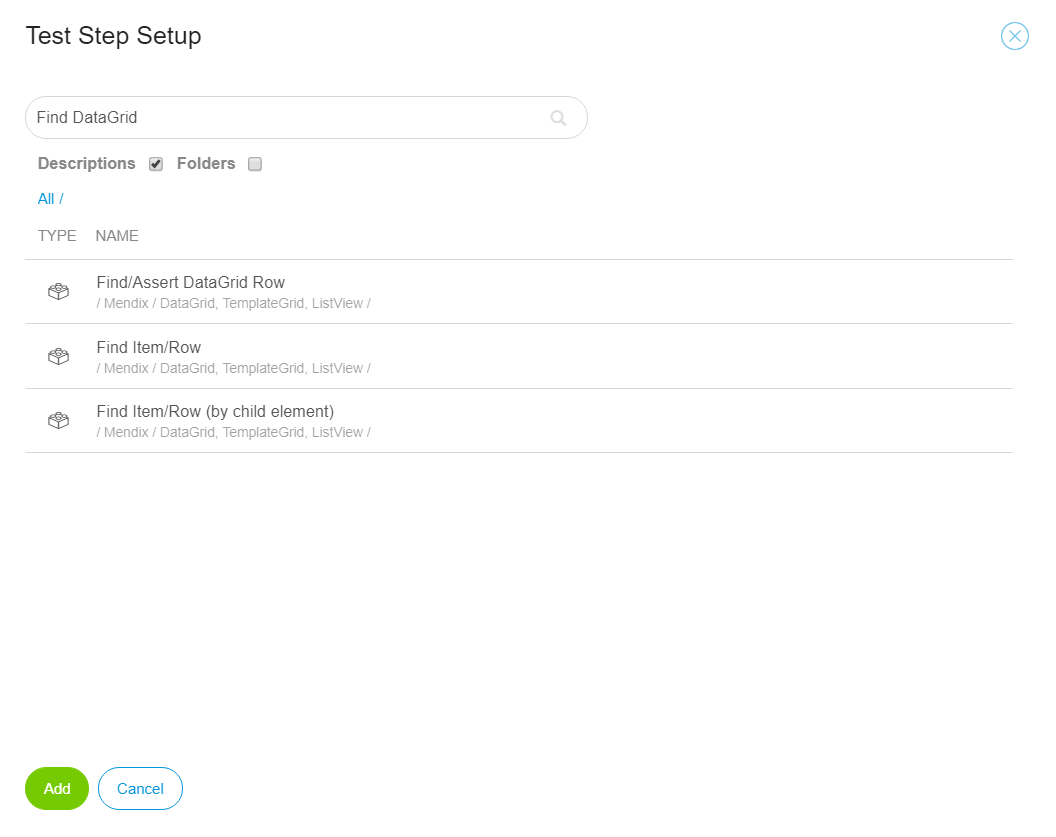 Test Step Setup
Find DataGrid
Descriptions Folders
All /
TYPE NAME
Find/Assert DataGrid Row
/ Mendix / DataGrid, TemplateGrid, ListView /
Find Item/Row
/ Mendix / DataGrid, TemplateGrid, ListView /
Find Item/Row (by child element)
/ Mendix / DataGrid, TemplateGrid, ListView /
Add Cancel